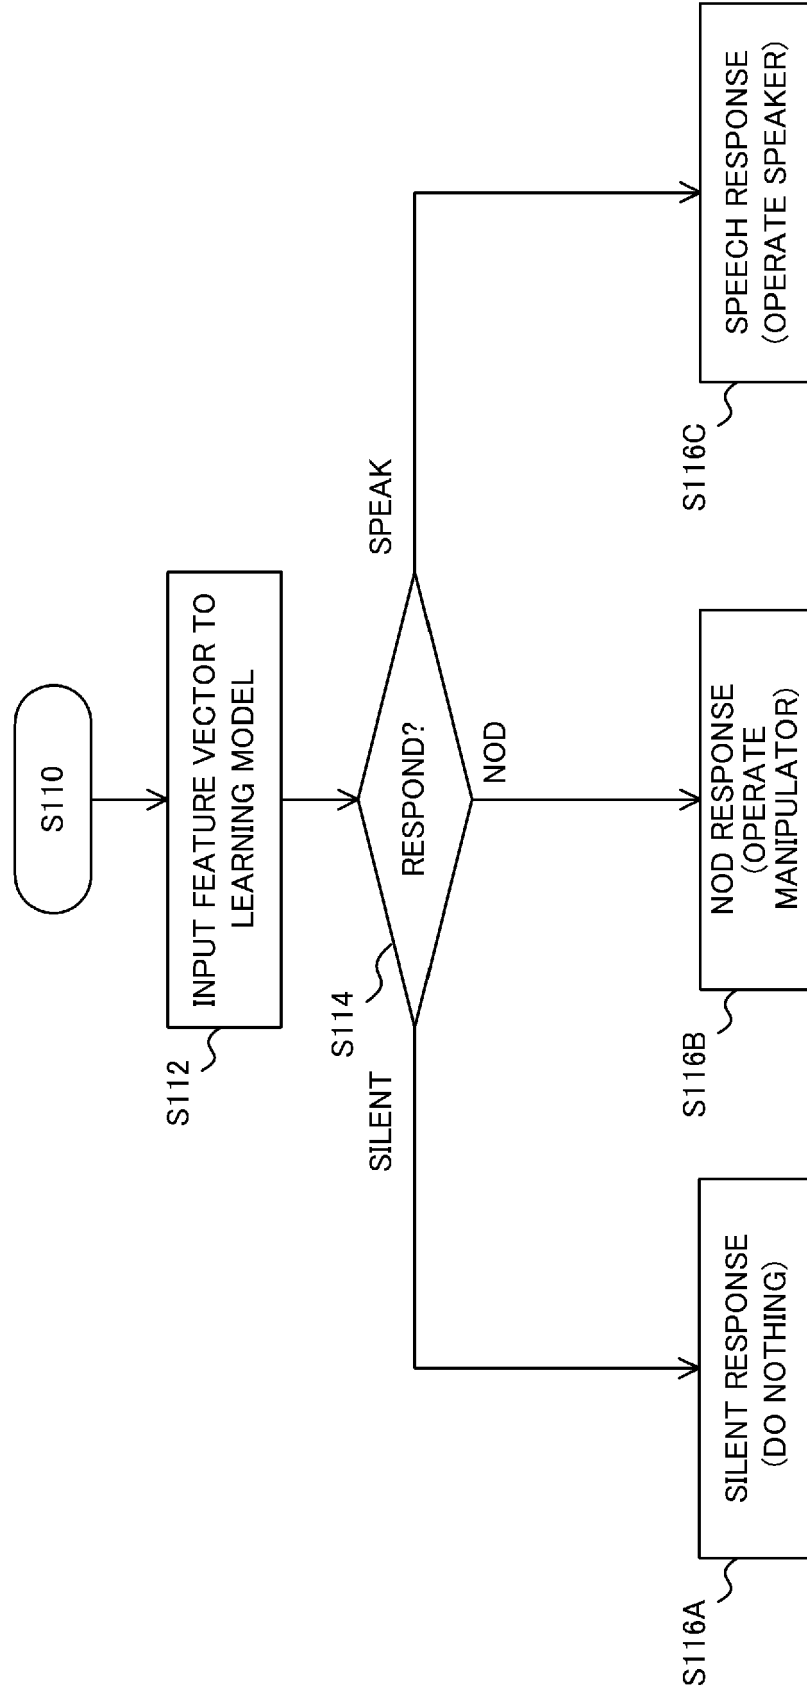 S110
S112
INPUT FEATURE VECTOR TO
LEARNING MODEL
S114
RESPOND?
SILENT
NOD
SPEAK
S116A
SILENT RESPONSE
(DO NOTHING)
S116B
NOD RESPONSE
(OPERATE
MANIPULATOR)
S116C
SPEECH RESPONSE
(OPERATE SPEAKER)